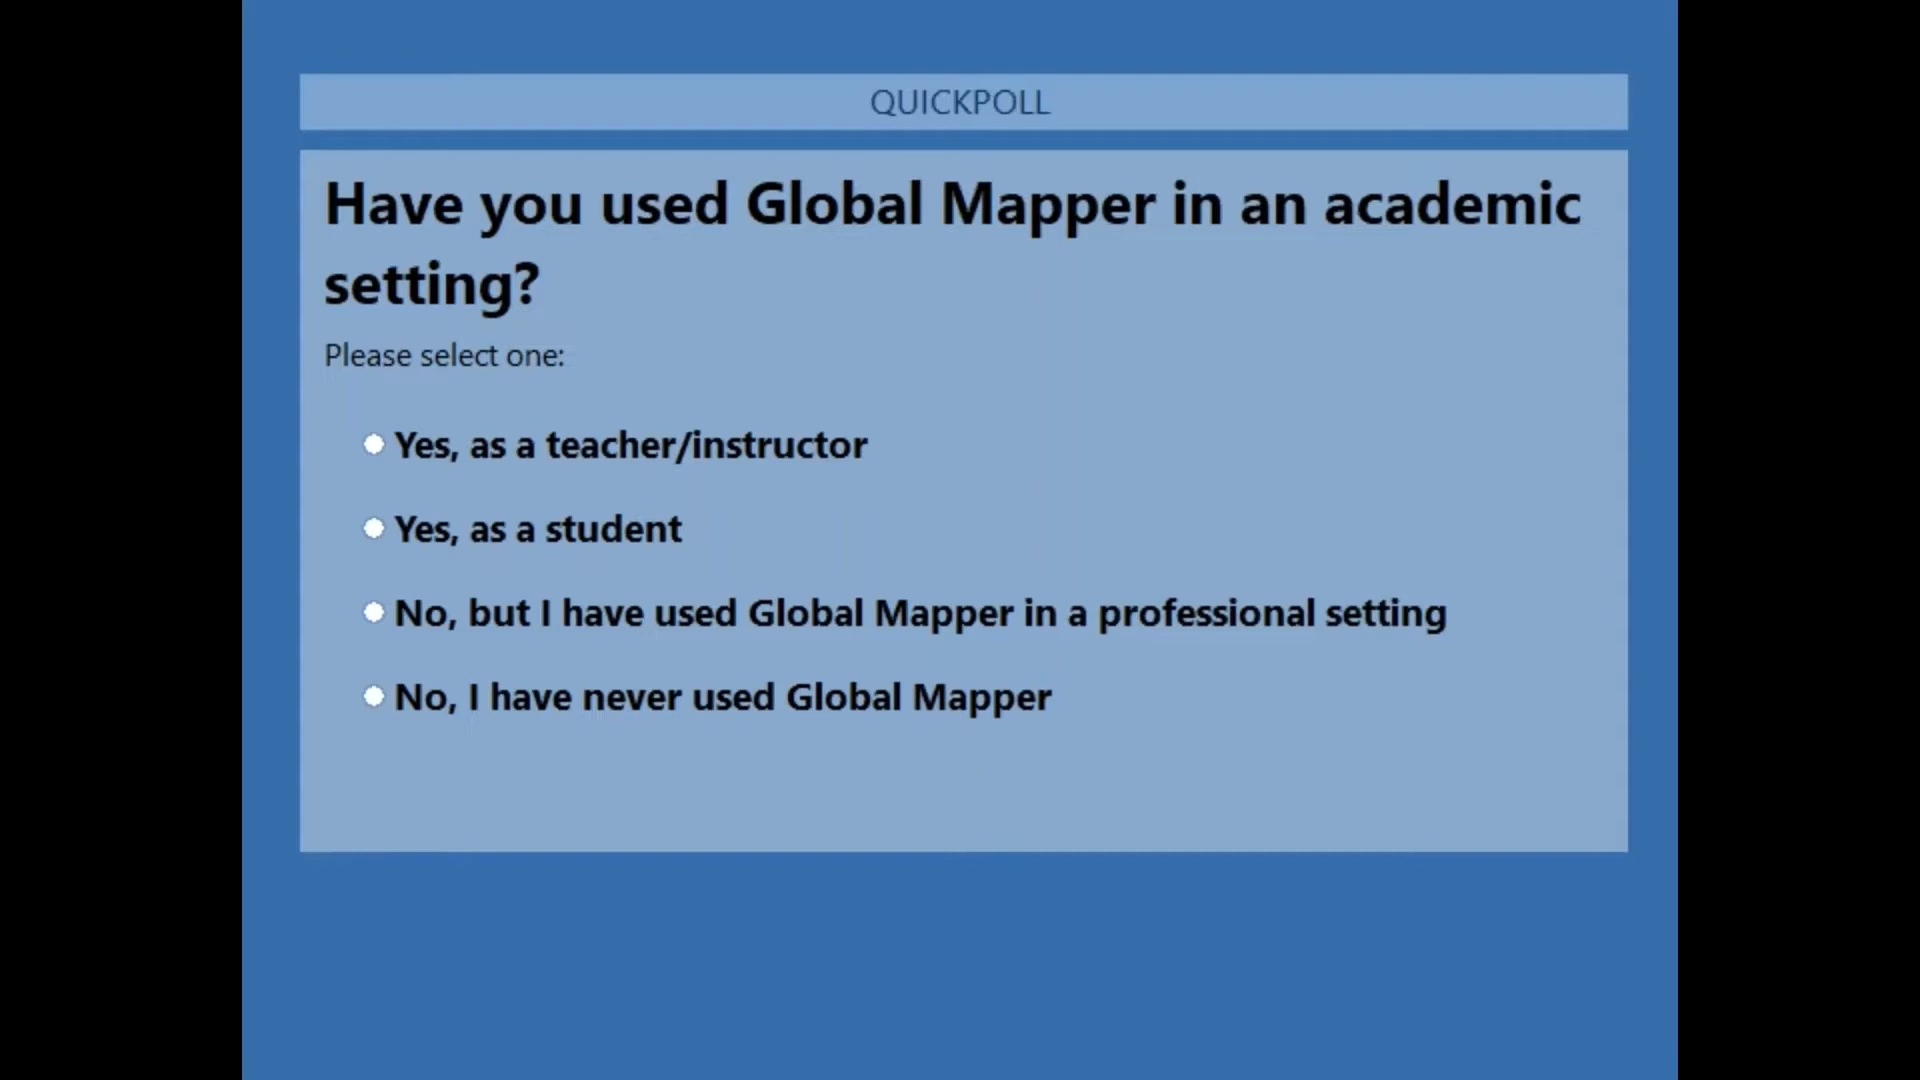 QUICKPOLL
Have you used Global Mapper in an academic
setting?
Please select one:
Yes, as a teacher/instructor
Yes, as a student
No, but I have used Global Mapper in a professional setting
No, I have never used Global Mapper